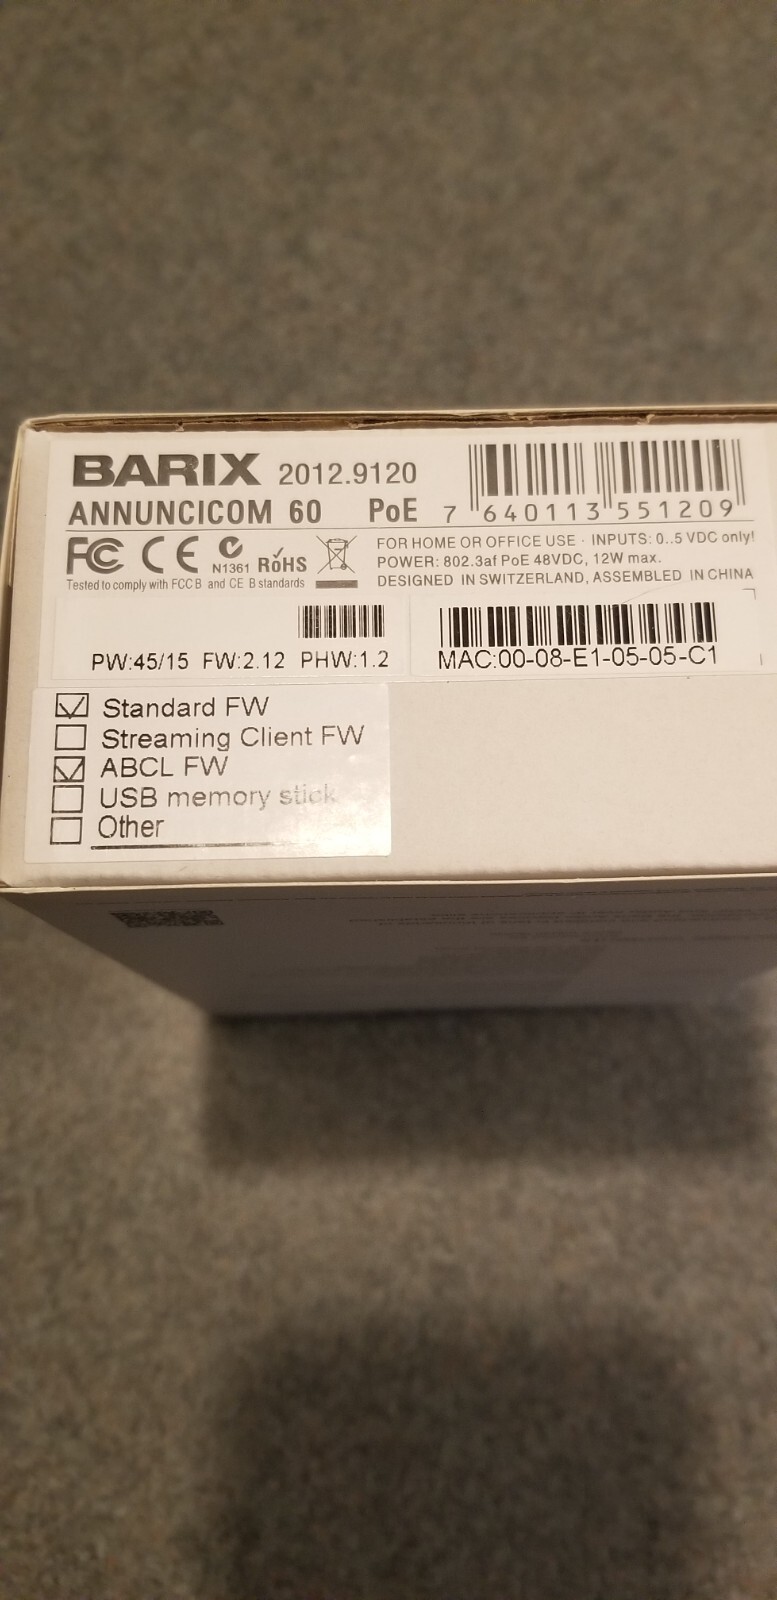 BARIX 2012.9120
ANNUNCICOM 60 PoE
7 640113 551209
FC CE N1361 RoHS
Tested to comply with FCC B and CE B standards
FOR HOME OR OFFICE USE · INPUTS: 0..5 VDC only!
POWER: 802.3af PoE 48VDC, 12W max.
DESIGNED IN SWITZERLAND, ASSEMBLED IN CHINA
PW:45/15 FW:2.12 PHW:1.2
MAC:00-08-E1-05-05-C1
Standard FW
Streaming Client FW
ABCL FW
USB memory stick
Other